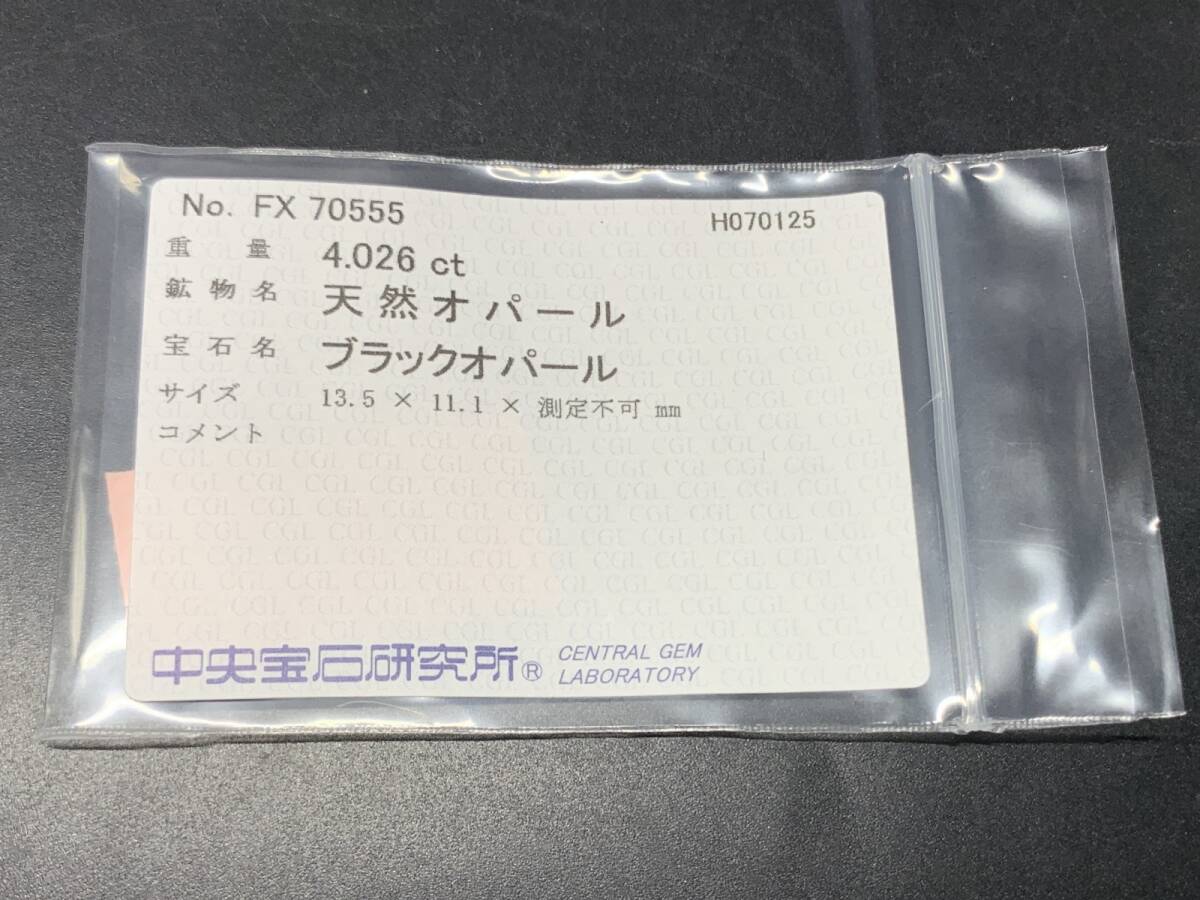 No. FX 70555 H070125
重量 4.026 ct
鉱物名 天然オパール
宝石名 ブラックオパール
サイズ 13.5 × 11.1 × 測定不可 mm
コメント
中央宝石研究所® CENTRAL GEM
LABORATORY